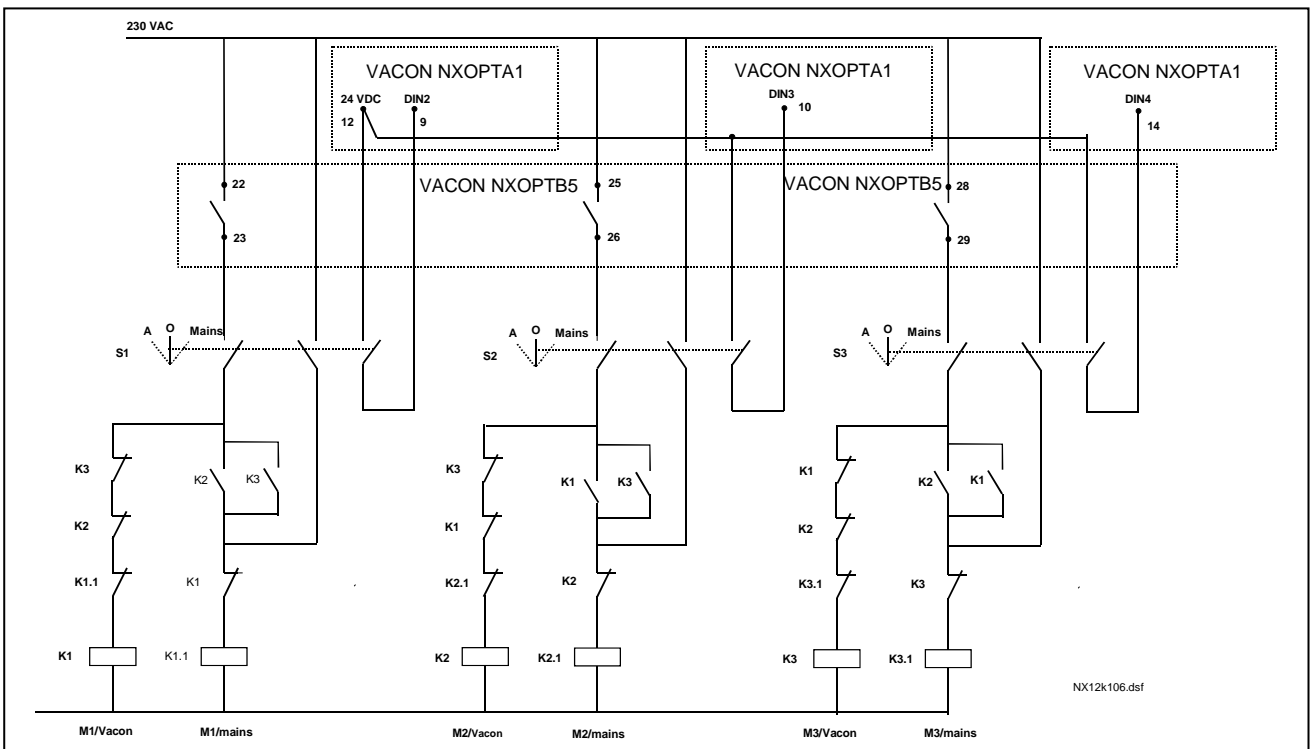 230 VAC
VACON NXOPTA1
VACON NXOPTA1
VACON NXOPTA1
24 VDC DIN2
DIN3
DIN4
12 9
10
14
22
25
28
VACON NXOPTB5
VACON NXOPTB5
23
26
29
A O Mains
A O Mains
A O Mains
S1
S2
S3
K3 K2 K3
K3 K1 K3
K1 K2 K1
K2
K1
K2
K1.1 K1
K2.1 K2
K3.1 K3
K1 K1.1
K2 K2.1
K3 K3.1
NX12k106.dsf
M1/Vacon M1/mains
M2/Vacon M2/mains
M3/Vacon M3/mains